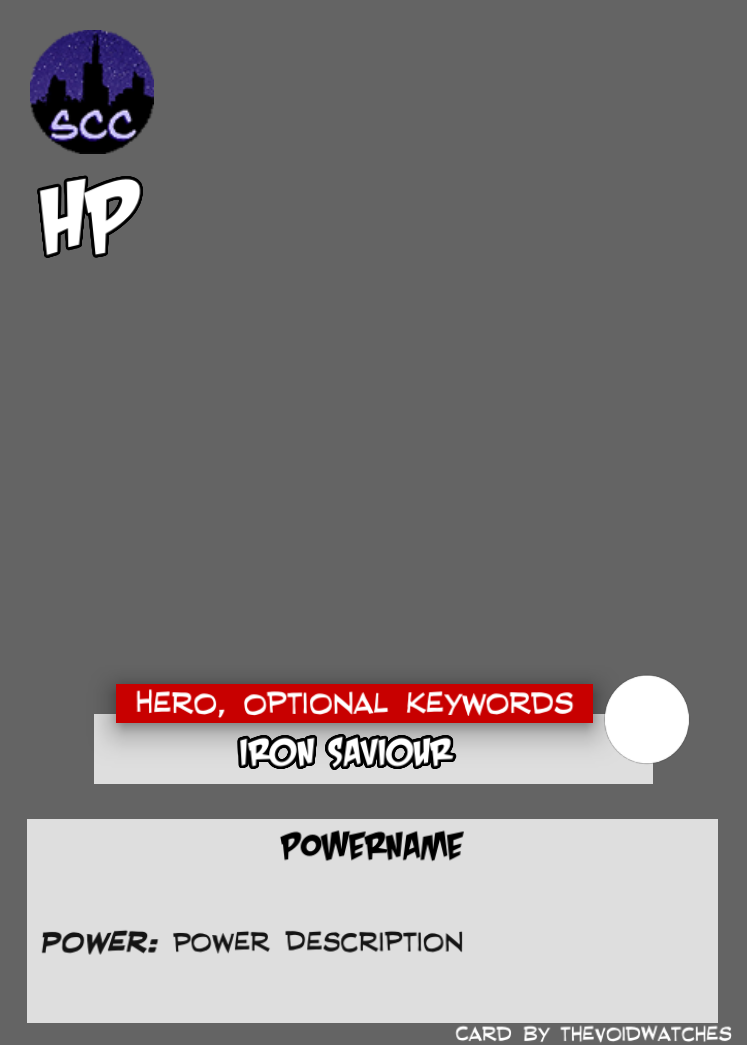 SCC
HP
HERO, OPTIONAL KEYWORDS
IRON SAVIOUR
POWERNAME
POWER: POWER DESCRIPTION
CARD BY THEVOIDWATCHES